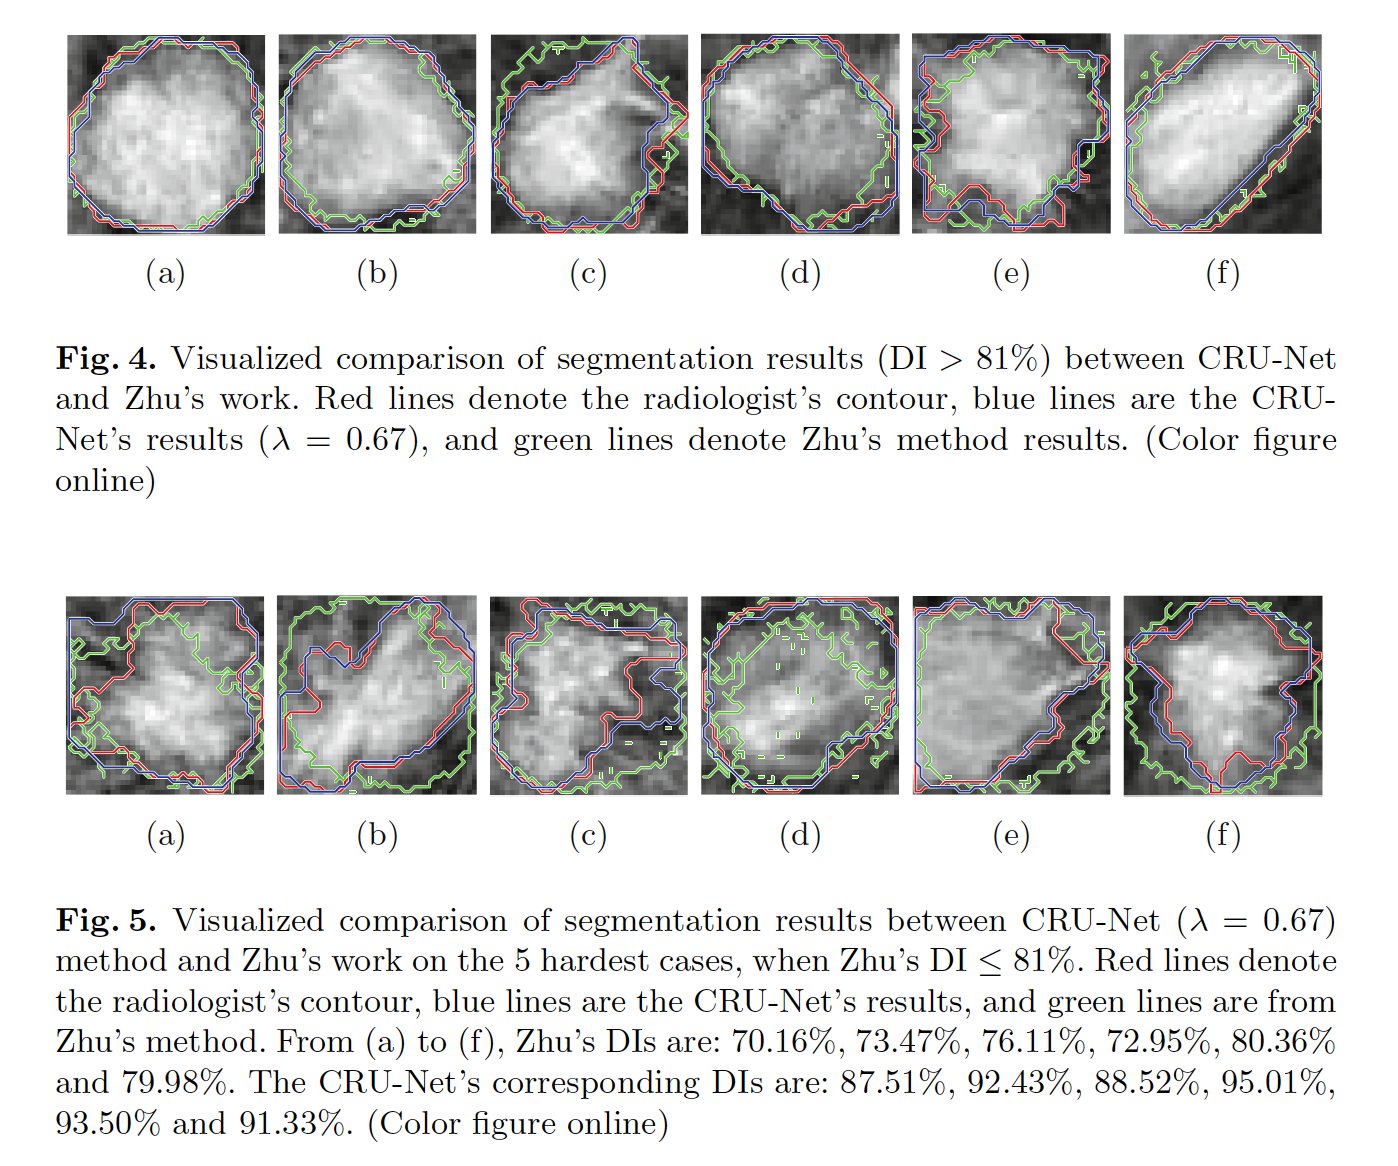 (a) (b) (c) (d) (e) (f)
Fig. 4. Visualized comparison of segmentation results (DI > 81%) between CRU-Net
and Zhu's work. Red lines denote the radiologist's contour, blue lines are the CRU-
Net's results (λ = 0.67), and green lines denote Zhu's method results. (Color figure
online)
(a) (b) (c) (d) (e) (f)
Fig. 5. Visualized comparison of segmentation results between CRU-Net (λ = 0.67)
method and Zhu's work on the 5 hardest cases, when Zhu's DI ≤ 81%. Red lines denote
the radiologist's contour, blue lines are the CRU-Net's results, and green lines are from
Zhu's method. From (a) to (f), Zhu's DIs are: 70.16%, 73.47%, 76.11%, 72.95%, 80.36%
and 79.98%. The CRU-Net's corresponding DIs are: 87.51%, 92.43%, 88.52%, 95.01%,
93.50% and 91.33%. (Color figure online)